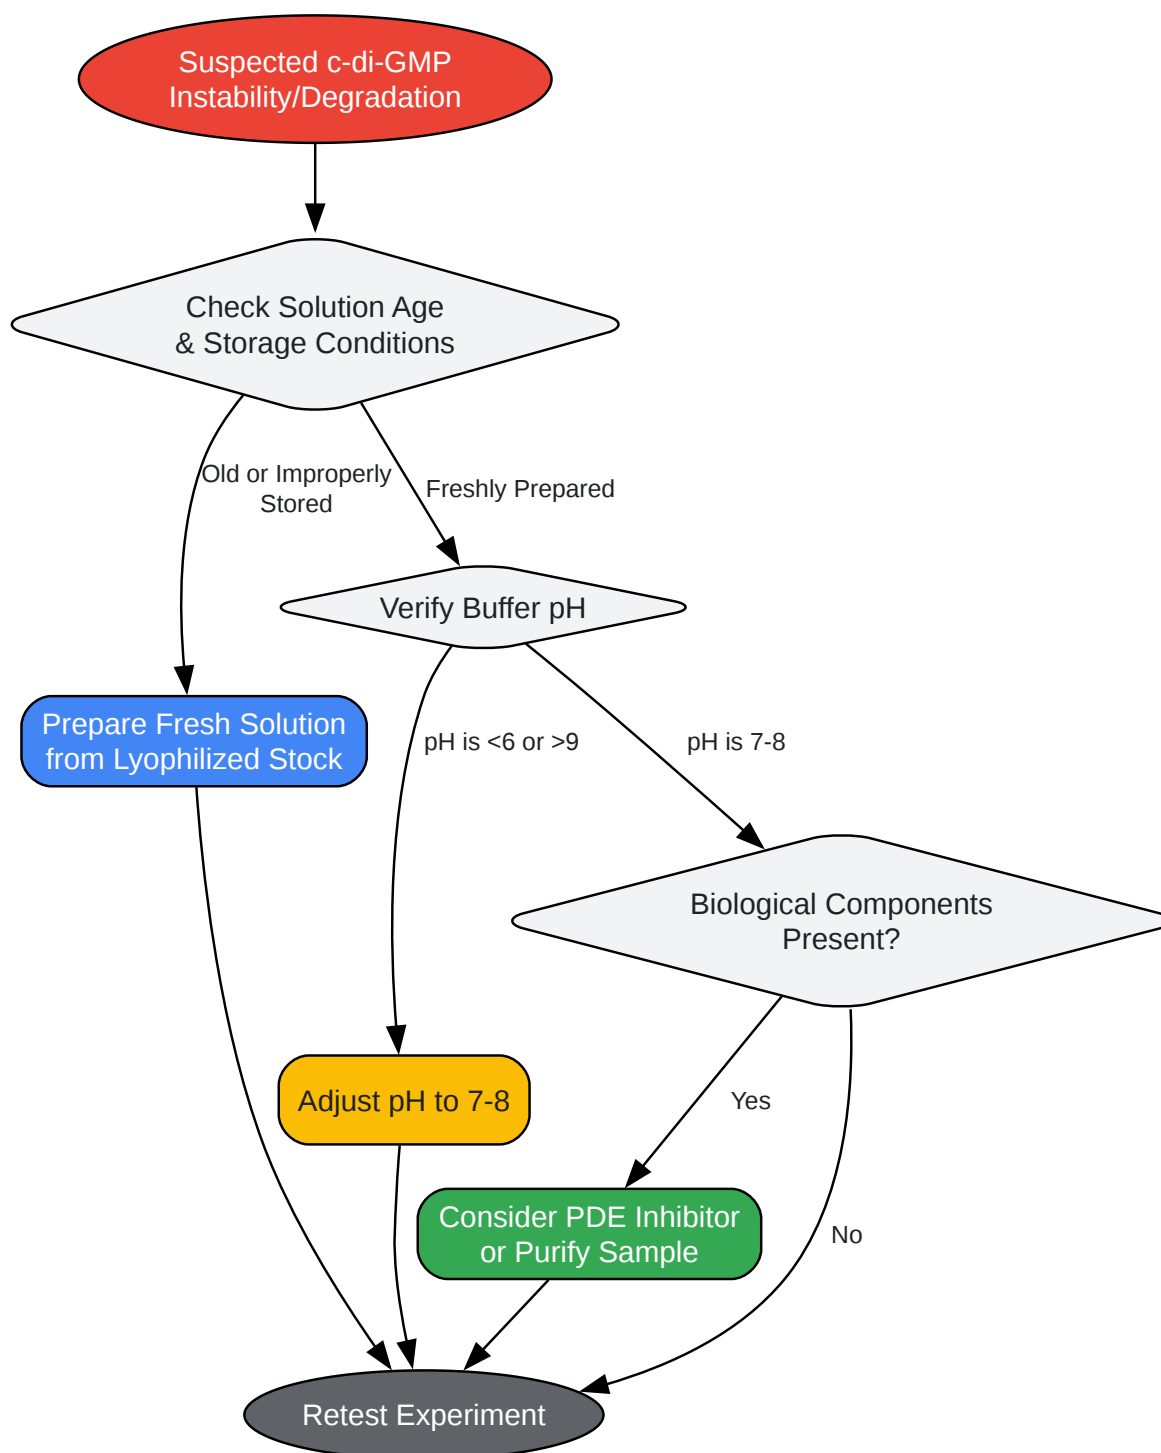 Suspected c-di-GMP
Instability/Degradation
Check Solution Age
& Storage Conditions
Old or Improperly
Stored
Freshly Prepared
Verify Buffer pH
Prepare Fresh Solution
from Lyophilized Stock
pH is <6 or >9
pH is 7-8
Biological Components
Present?
Adjust pH to 7-8
Yes
Consider PDE Inhibitor
or Purify Sample
No
Retest Experiment